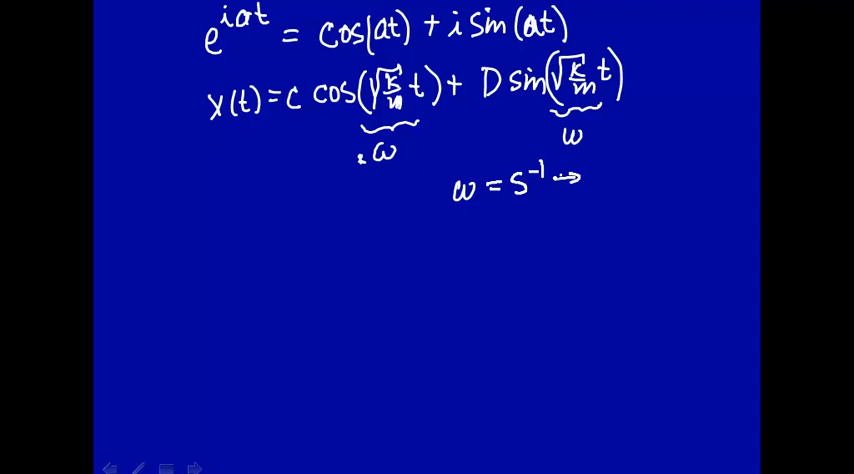 e^{iat} = cos(at) + i sin(at)
x(t) = C cos(√(k/m) t) + D sin(√(k/m) t)
ω ω
ω = s^{-1} →